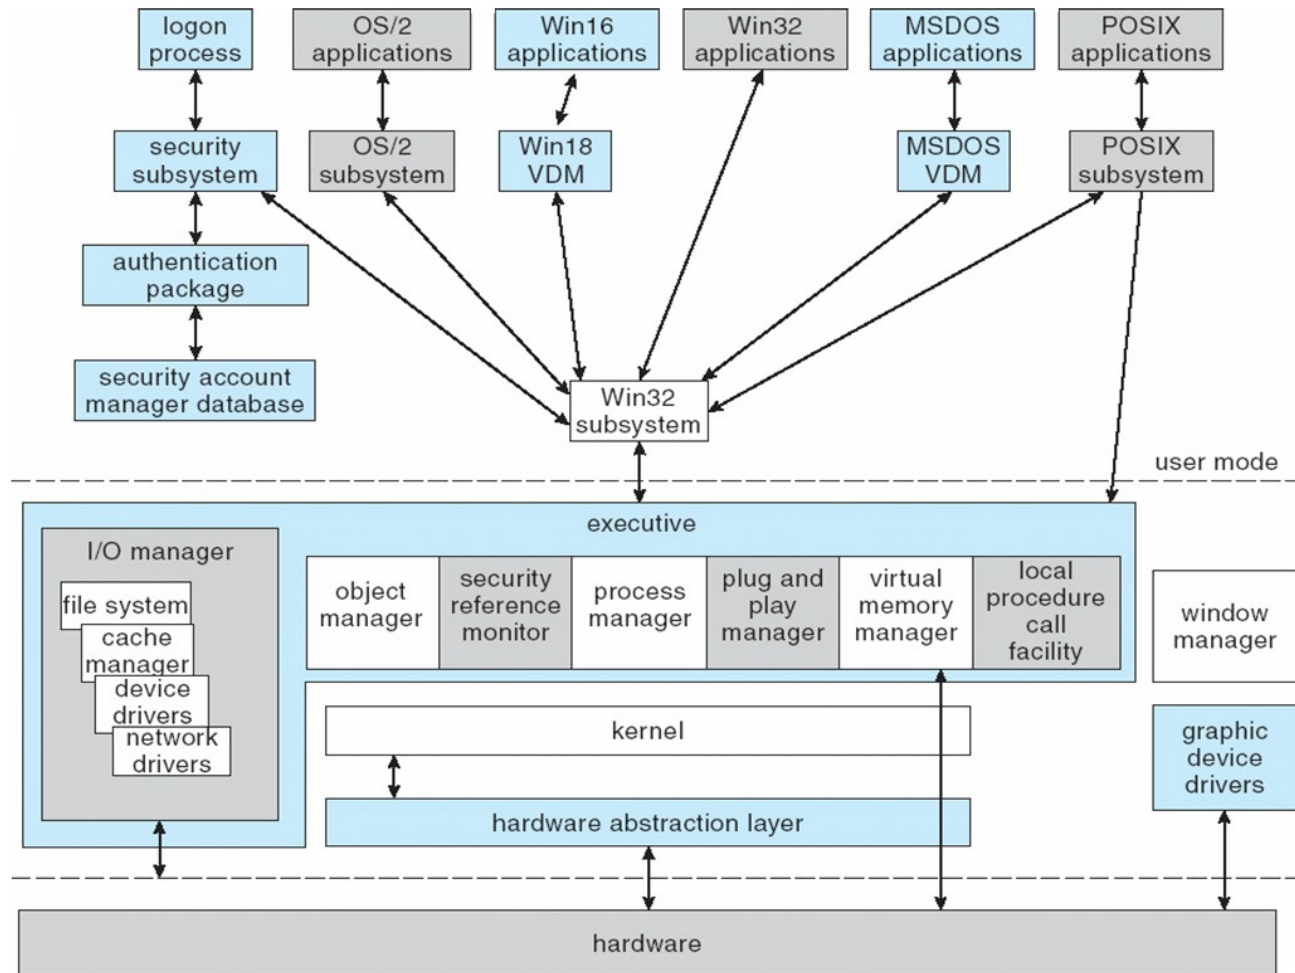 logon
process
OS/2
applications
Win16
applications
Win32
applications
MSDOS
applications
POSIX
applications
security
subsystem
OS/2
subsystem
Win18
VDM
MSDOS
VDM
POSIX
subsystem
authentication
package
security account
manager database
Win32
subsystem
user mode
executive
I/O manager
file system
cache
manager
device
drivers
network
drivers
object
manager
security
reference
monitor
process
manager
plug and
play
manager
virtual
memory
manager
local
procedure
call
facility
window
manager
kernel
graphic
device
drivers
hardware abstraction layer
hardware